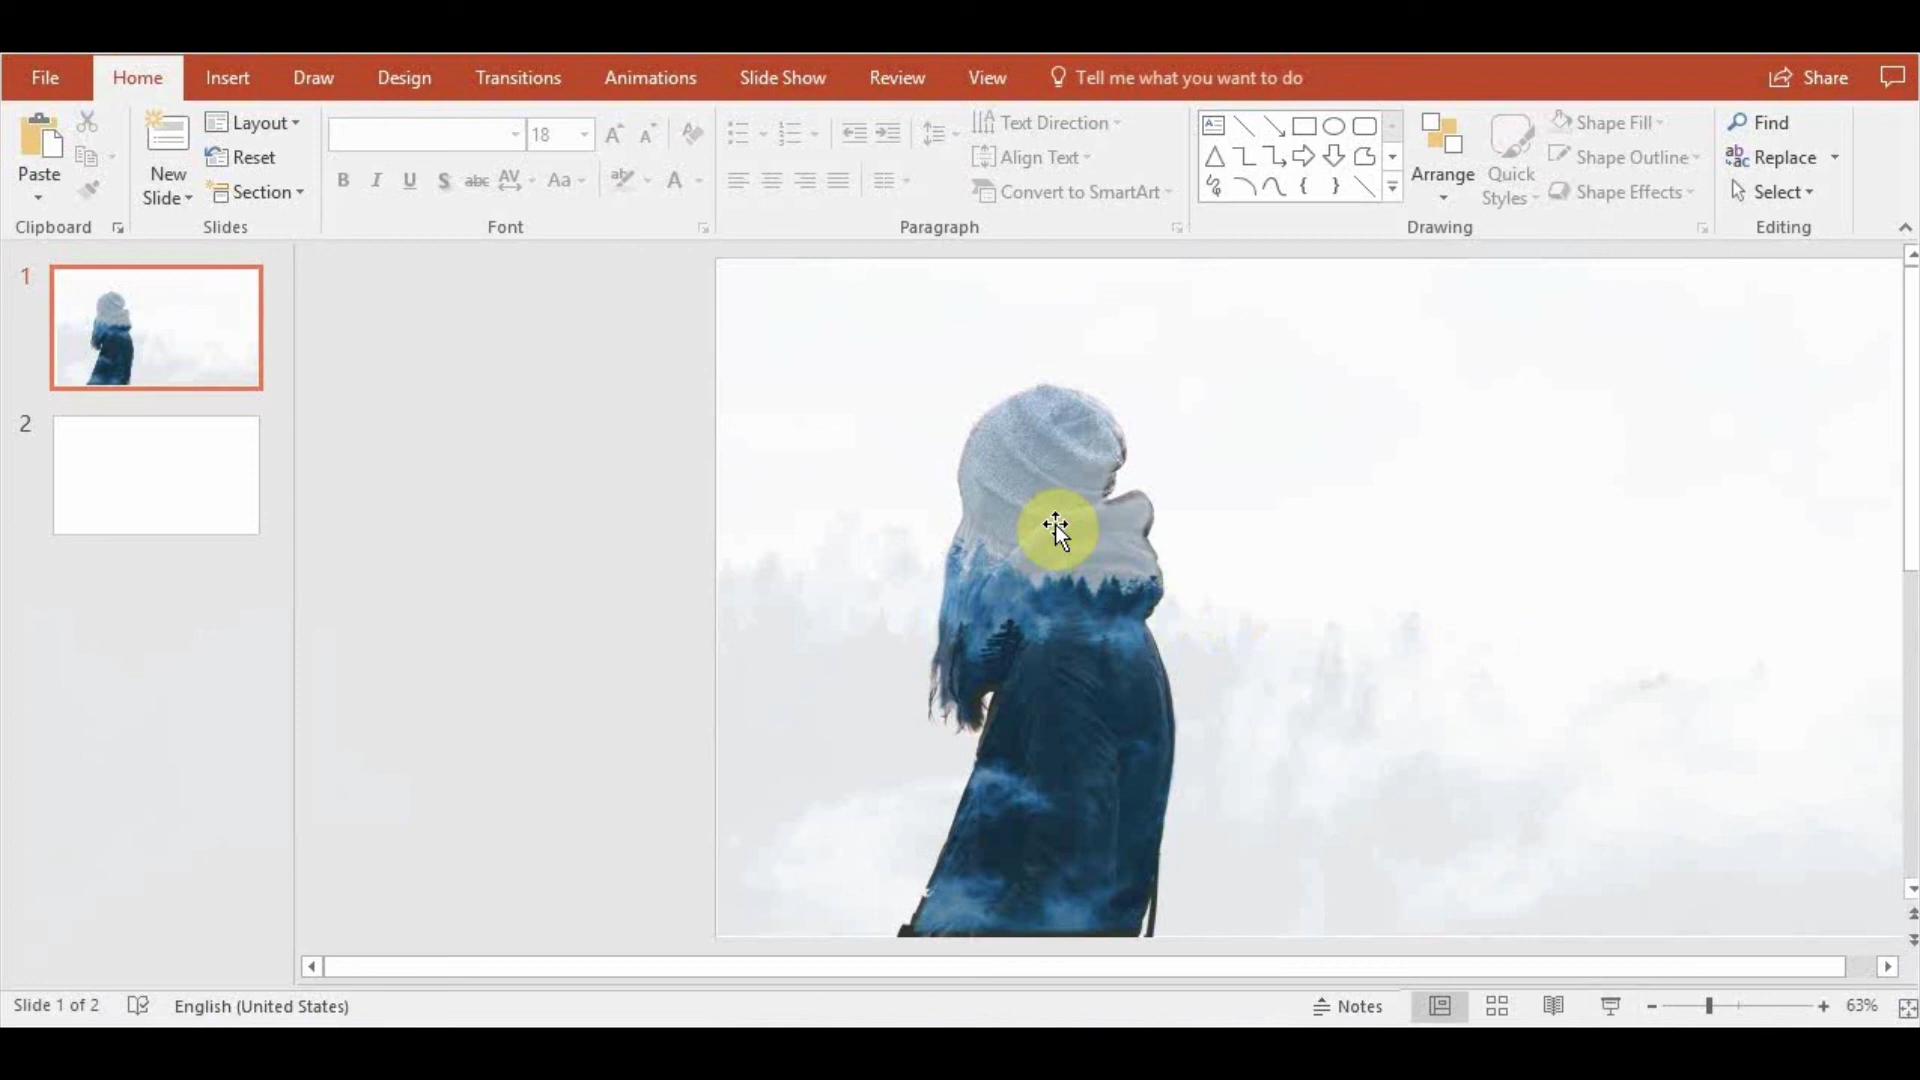 File Home Insert Draw Design Transitions Animations Slide Show Review View Tell me what you want to do Share
Paste
New Slide
Layout
Reset
Section
18
B I U S abc AV Aa A
Text Direction
Align Text
Convert to SmartArt
Arrange
Quick Styles
Shape Fill
Shape Outline
Shape Effects
Find
Replace
Select
Clipboard Slides Font Paragraph Drawing Editing
1
2
Slide 1 of 2 English (United States) Notes 63%